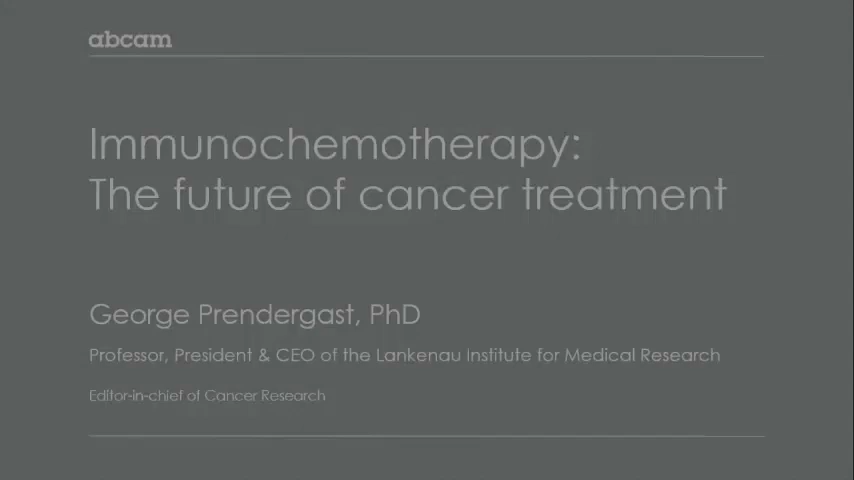 abcam
Immunochemotherapy:
The future of cancer treatment
George Prendergast, PhD
Professor, President & CEO of the Lankenau Institute for Medical Research
Editor-in-chief of Cancer Research